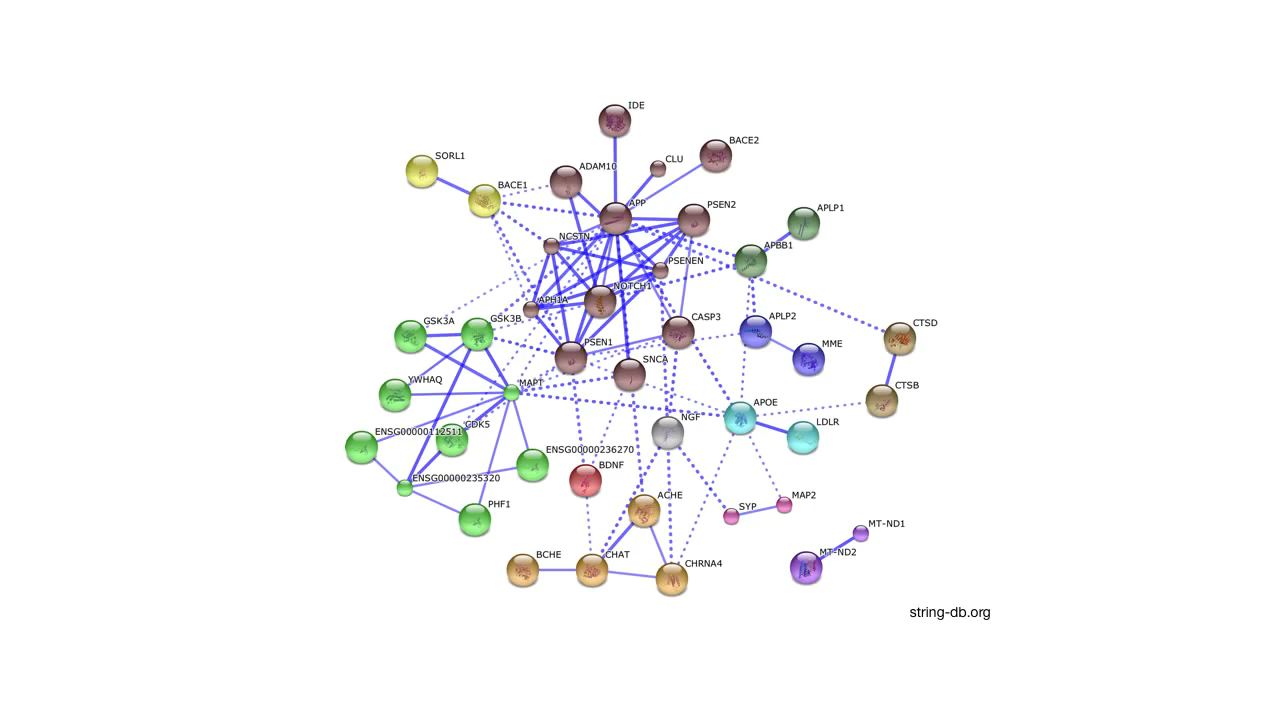 IDE
BACE2
SORL1
CLU
ADAM10
BACE1
APP
PSEN2
APLP1
NCSTN
APBB1
PSENEN
NOTCH1
APH1A
GSK3A
GSK3B
CASP3
APLP2
CTSD
PSEN1
MME
SNCA
YWHAQ
MAPT
CTSB
APOE
NGF
LDLR
CDK5
ENSG00000112511
ENSG00000236270
BDNF
ENSG00000235320
ACHE
MAP2
PHF1
SYP
MT-ND1
BCHE
CHAT
MT-ND2
CHRNA4
string-db.org